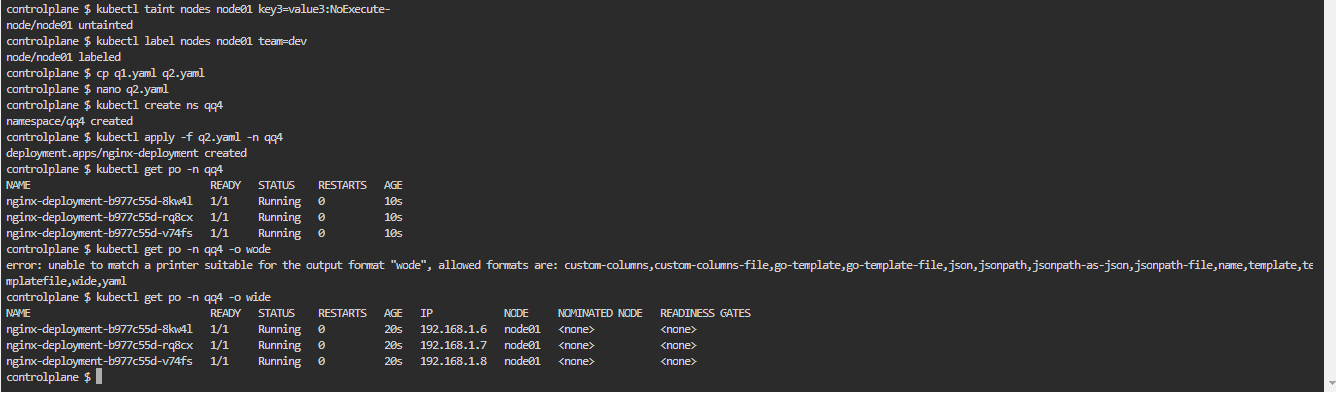 controlplane $ kubectl taint nodes node01 key3=value3:NoExecute-
node/node01 untainted
controlplane $ kubectl label nodes node01 team=dev
node/node01 labeled
controlplane $ cp q1.yaml q2.yaml
controlplane $ nano q2.yaml
controlplane $ kubectl create ns qq4
namespace/qq4 created
controlplane $ kubectl apply -f q2.yaml -n qq4
deployment.apps/nginx-deployment created
controlplane $ kubectl get po -n qq4
NAME READY STATUS RESTARTS AGE
nginx-deployment-b977c55d-8kw4l 1/1 Running 0 10s
nginx-deployment-b977c55d-rq8cx 1/1 Running 0 10s
nginx-deployment-b977c55d-v74fs 1/1 Running 0 10s
controlplane $ kubectl get po -n qq4 -o wode
error: unable to match a printer suitable for the output format "wode", allowed formats are: custom-columns,custom-columns-file,go-template,go-template-file,json,jsonpath,jsonpath-as-json,jsonpath-file,name,template,te
mplatefile,wide,yaml
controlplane $ kubectl get po -n qq4 -o wide
NAME READY STATUS RESTARTS AGE IP NODE NOMINATED NODE READINESS GATES
nginx-deployment-b977c55d-8kw4l 1/1 Running 0 20s 192.168.1.6 node01 <none> <none>
nginx-deployment-b977c55d-rq8cx 1/1 Running 0 20s 192.168.1.7 node01 <none> <none>
nginx-deployment-b977c55d-v74fs 1/1 Running 0 20s 192.168.1.8 node01 <none> <none>
controlplane $